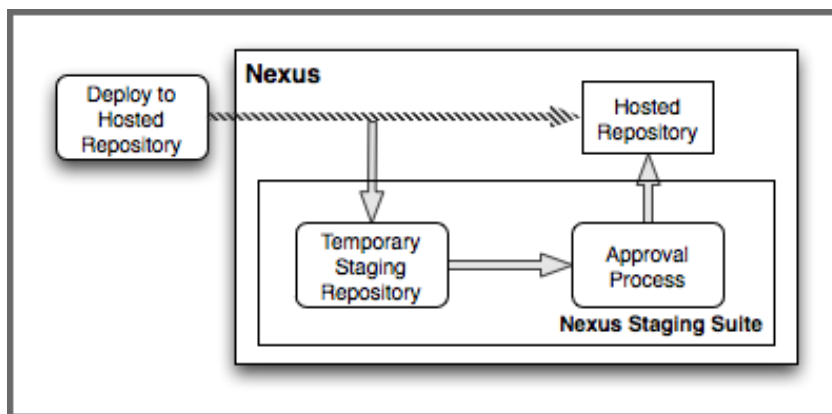 Nexus
Deploy to
Hosted
Repository
Hosted
Repository
Temporary
Staging
Repository
Approval
Process
Nexus Staging Suite